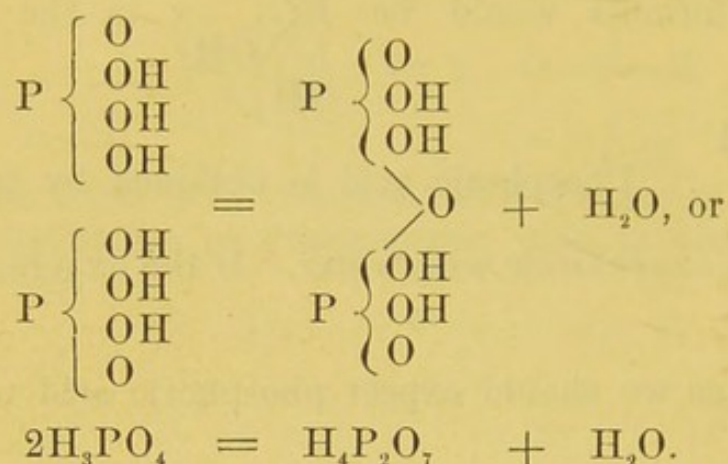 P { O
OH
OH
OH
P { O
OH
OH
= O + H₂O, or
P { OH
OH
OH
O
P { OH
OH
O
2H₃PO₄ = H₄P₂O₇ + H₂O.